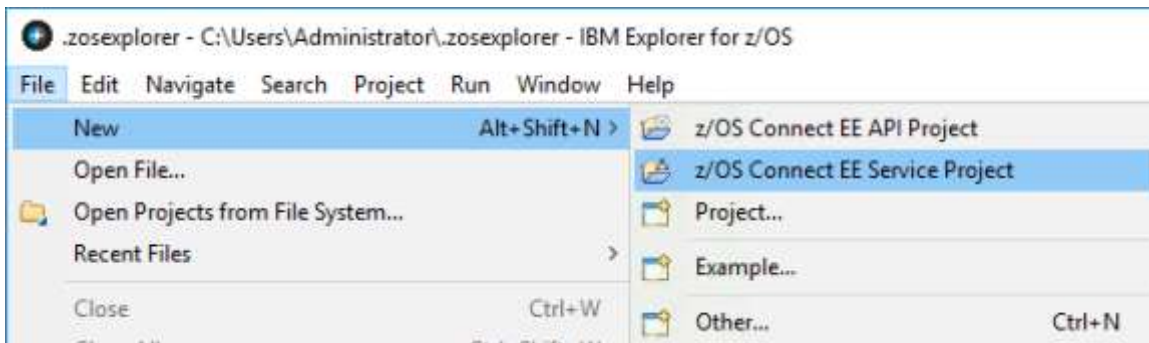 .zosexplorer - C:\Users\Administrator\.zosexplorer - IBM Explorer for z/OS
File Edit Navigate Search Project Run Window Help
New Alt+Shift+N >
Open File...
Open Projects from File System...
Recent Files >
Close Ctrl+W
z/OS Connect EE API Project
z/OS Connect EE Service Project
Project...
Example...
Other... Ctrl+N